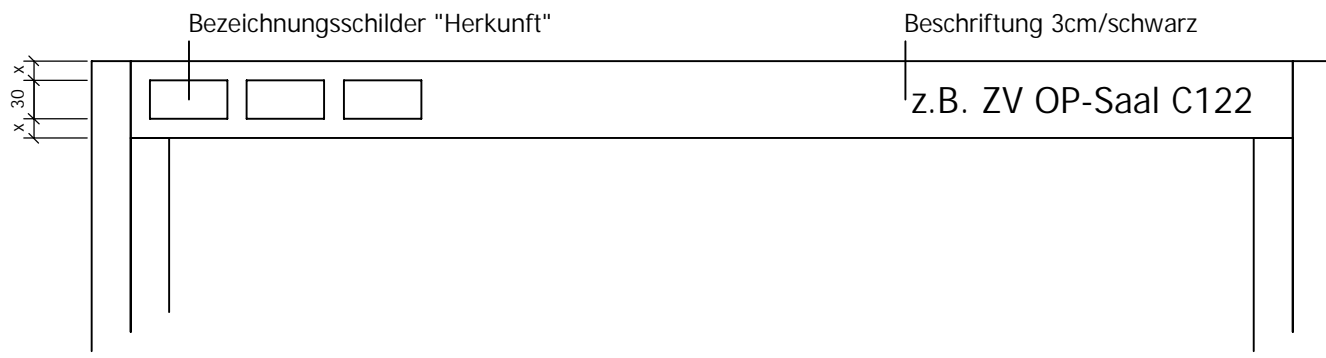 Bezeichnungsschilder "Herkunft"
Beschriftung 3cm/schwarz
x
30
x
z.B. ZV OP-Saal C122